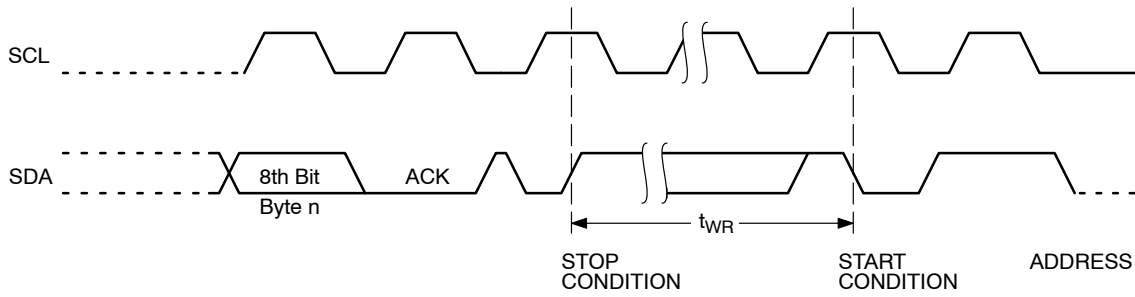 SCL
SDA
8th Bit
Byte n
ACK
tWR
STOP
CONDITION
START
CONDITION
ADDRESS